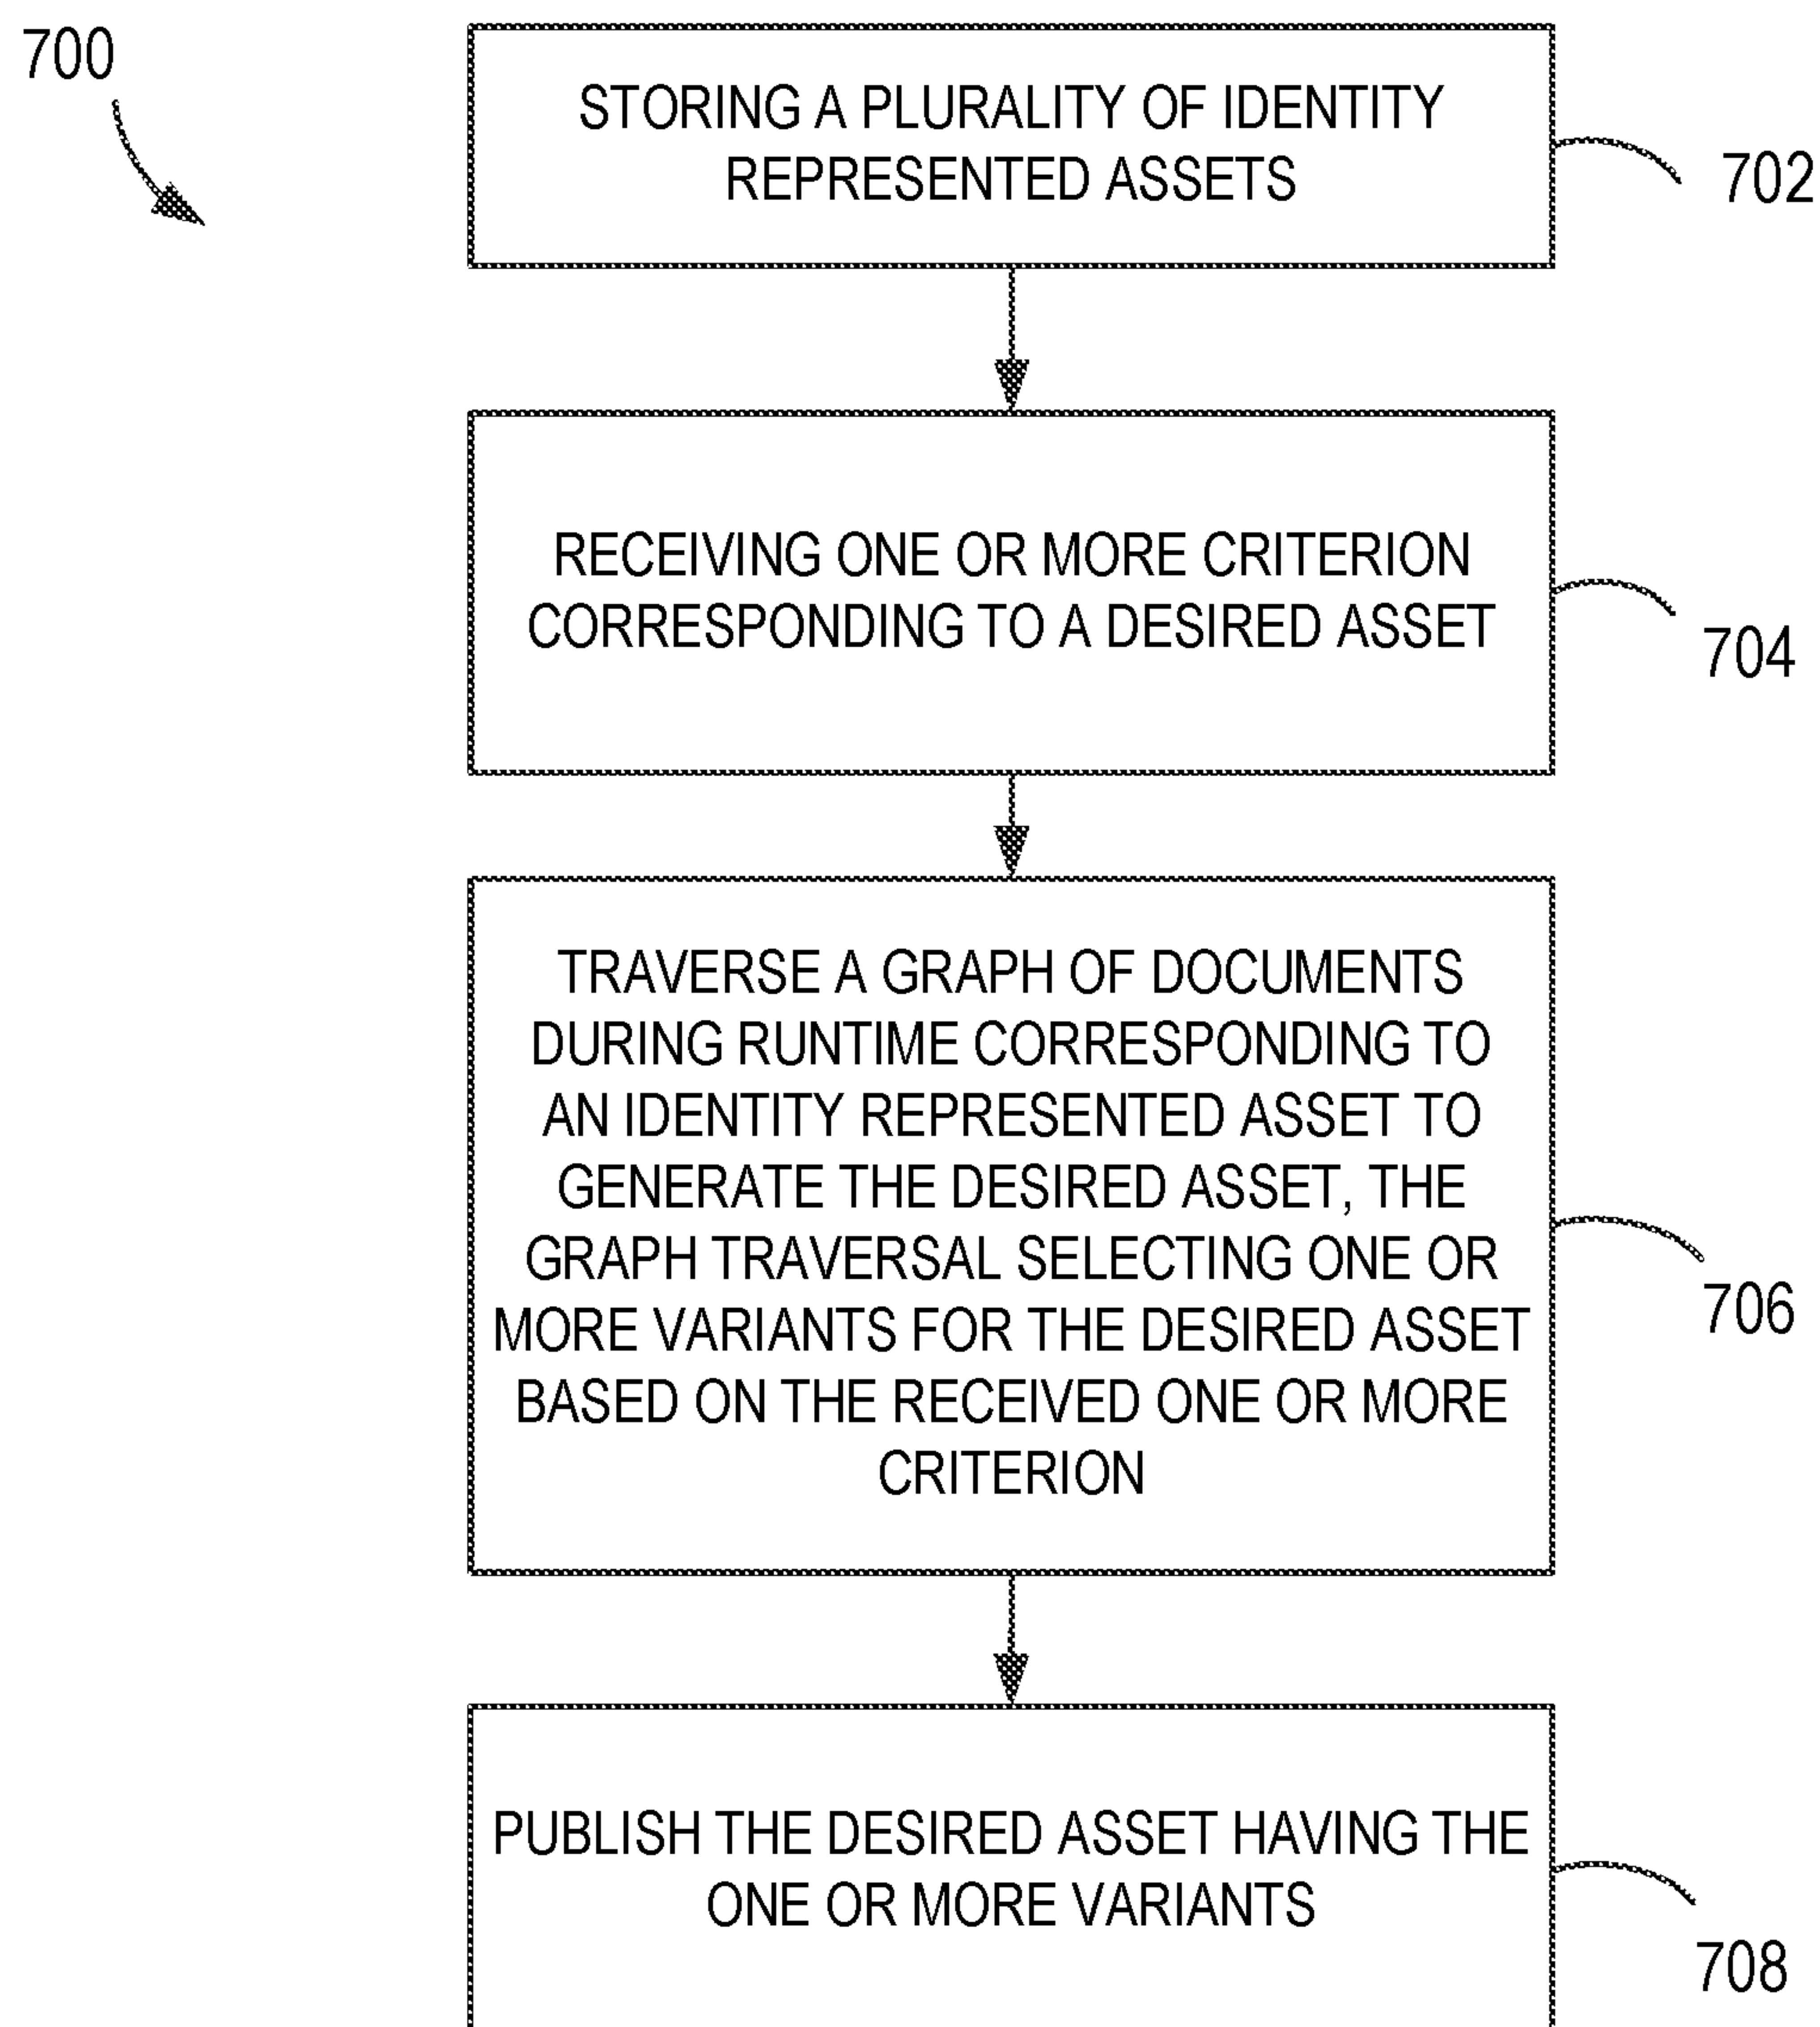 700
STORING A PLURALITY OF IDENTITY
REPRESENTED ASSETS
702
RECEIVING ONE OR MORE CRITERION
CORRESPONDING TO A DESIRED ASSET
704
TRAVERSE A GRAPH OF DOCUMENTS
DURING RUNTIME CORRESPONDING TO
AN IDENTITY REPRESENTED ASSET TO
GENERATE THE DESIRED ASSET, THE
GRAPH TRAVERSAL SELECTING ONE OR
MORE VARIANTS FOR THE DESIRED ASSET
BASED ON THE RECEIVED ONE OR MORE
CRITERION
706
PUBLISH THE DESIRED ASSET HAVING THE
ONE OR MORE VARIANTS
708